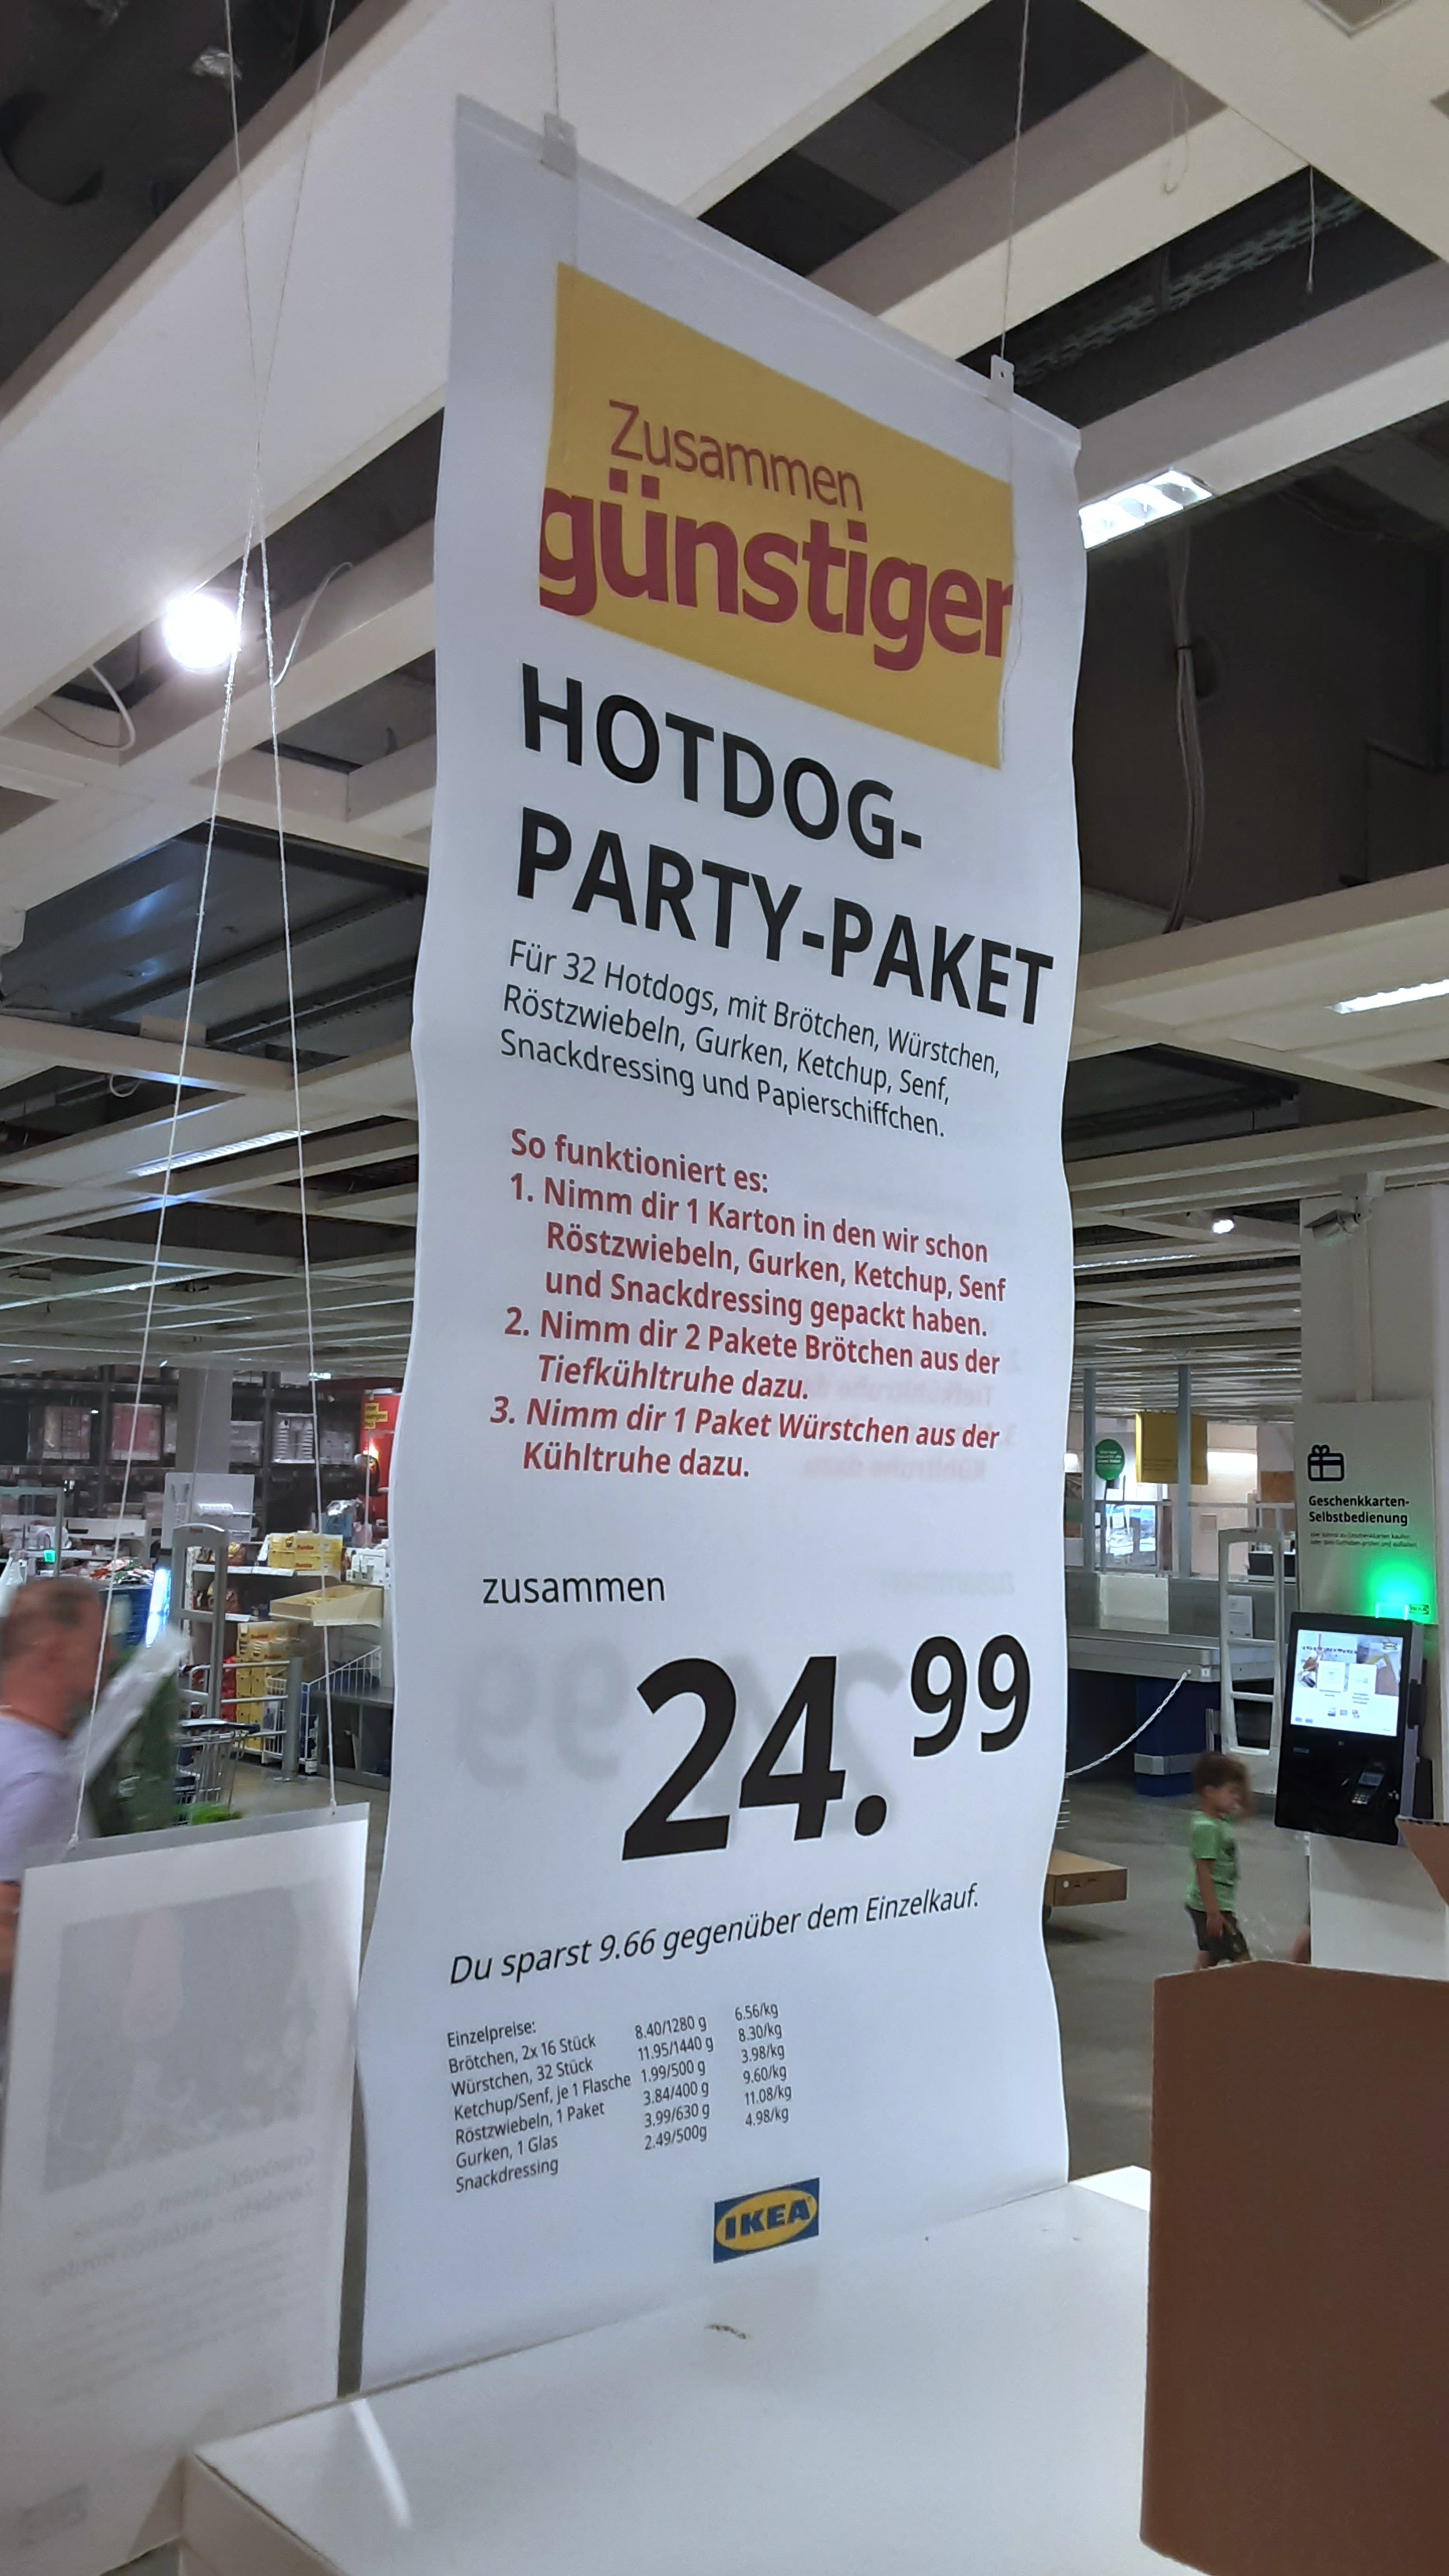 Zusammen
günstiger
HOTDOG-
PARTY-PAKET
Für 32 Hotdogs, mit Brötchen, Würstchen,
Röstzwiebeln, Gurken, Ketchup, Senf,
Snackdressing und Papierschiffchen.
So funktioniert es:
1. Nimm dir 1 Karton in den wir schon
Röstzwiebeln, Gurken, Ketchup, Senf
und Snackdressing gepackt haben.
2. Nimm dir 2 Pakete Brötchen aus der
Tiefkühltruhe dazu.
3. Nimm dir 1 Paket Würstchen aus der
Kühltruhe dazu.
zusammen
24.99
Du sparst 9.66 gegenüber dem Einzelkauf.
Einzelpreise:
Brötchen, 2x 16 Stück 8.40/1280 g 6.56/kg
Würstchen, 32 Stück 11.95/1440 g 8.30/kg
Ketchup/Senf, je 1 Flasche 1.99/500 g 3.98/kg
Röstzwiebeln, 1 Paket 3.84/400 g 9.60/kg
Gurken, 1 Glas 3.99/630 g 11.08/kg
Snackdressing 2.49/500g 4.98/kg
IKEA
Geschenkkarten-
Selbstbedienung